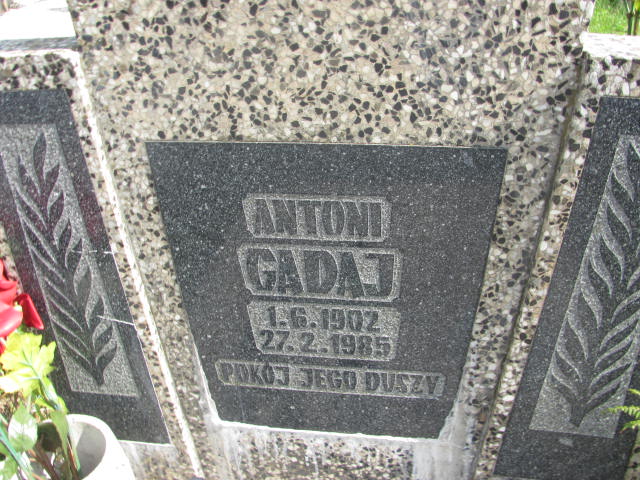 ANTONI
GADAJ
1.6.1902
27.2.1985
POKÓJ JEGO DUSZY